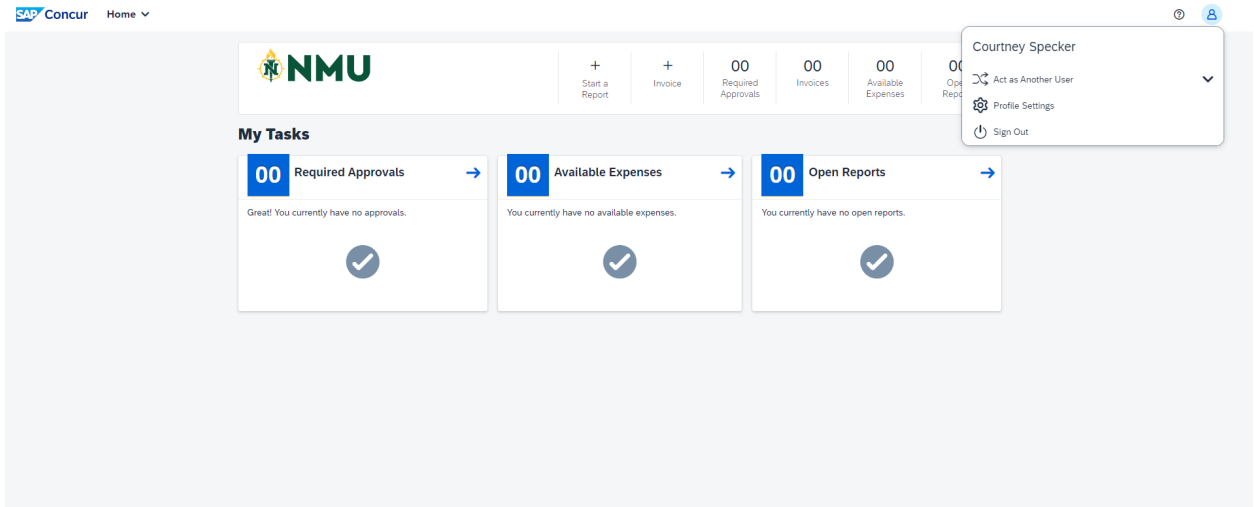 SAP Concur Home
Courtney Specker
Act as Another User
Profile Settings
Sign Out
N NMU
+ + 00 00 00 00
Start a Invoice Required Invoices Available
Report Approvals Expenses
My Tasks
00 Required Approvals
Great! You currently have no approvals.
00 Available Expenses
You currently have no available expenses.
00 Open Reports
You currently have no open reports.